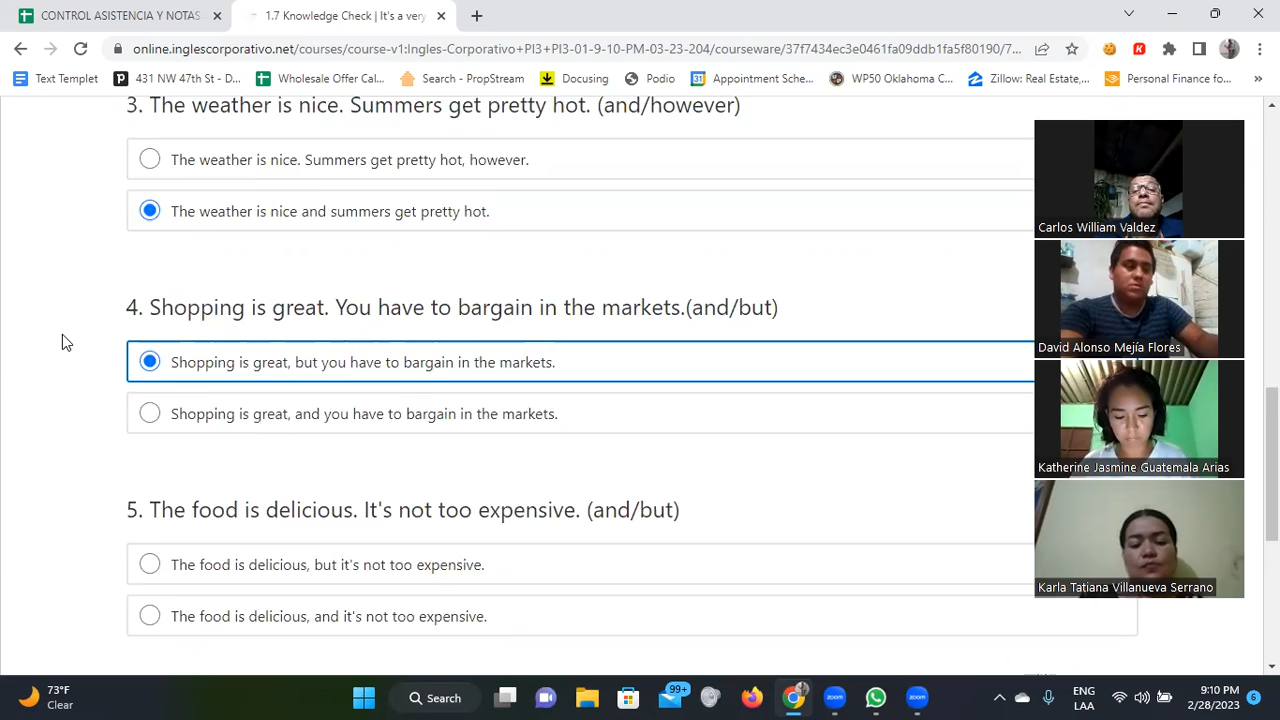 CONTROL ASISTENCIA Y NOTAS
1.7 Knowledge Check | It's a very
online.inglescorporativo.net/courses/course-v1:Ingles-Corporativo+PI3+PI3-01-9-10-PM-03-23-204/courseware/37f7434ec3e0461fa09ddb1fa5f80190/7...
Text Templet
431 NW 47th St - D...
Wholesale Offer Cal...
Search - PropStream
Docusing
Podio
31
Appointment Sche...
WP50 Oklahoma C...
Zillow: Real Estate,...
Personal Finance fo...
»
3. The weather is nice. Summers get pretty hot. (and/however)
The weather is nice. Summers get pretty hot, however.
The weather is nice and summers get pretty hot.
4. Shopping is great. You have to bargain in the markets.(and/but)
Shopping is great, but you have to bargain in the markets.
Shopping is great, and you have to bargain in the markets.
5. The food is delicious. It's not too expensive. (and/but)
The food is delicious, but it's not too expensive.
The food is delicious, and it's not too expensive.
Carlos William Valdez
David Alonso Mejía Flores
Katherine Jasmine Guatemala Arias
Karla Tatiana Villanueva Serrano
73°F
Clear
Search
99+
zoom
zoom
ENG
LAA
9:10 PM
2/28/2023
6